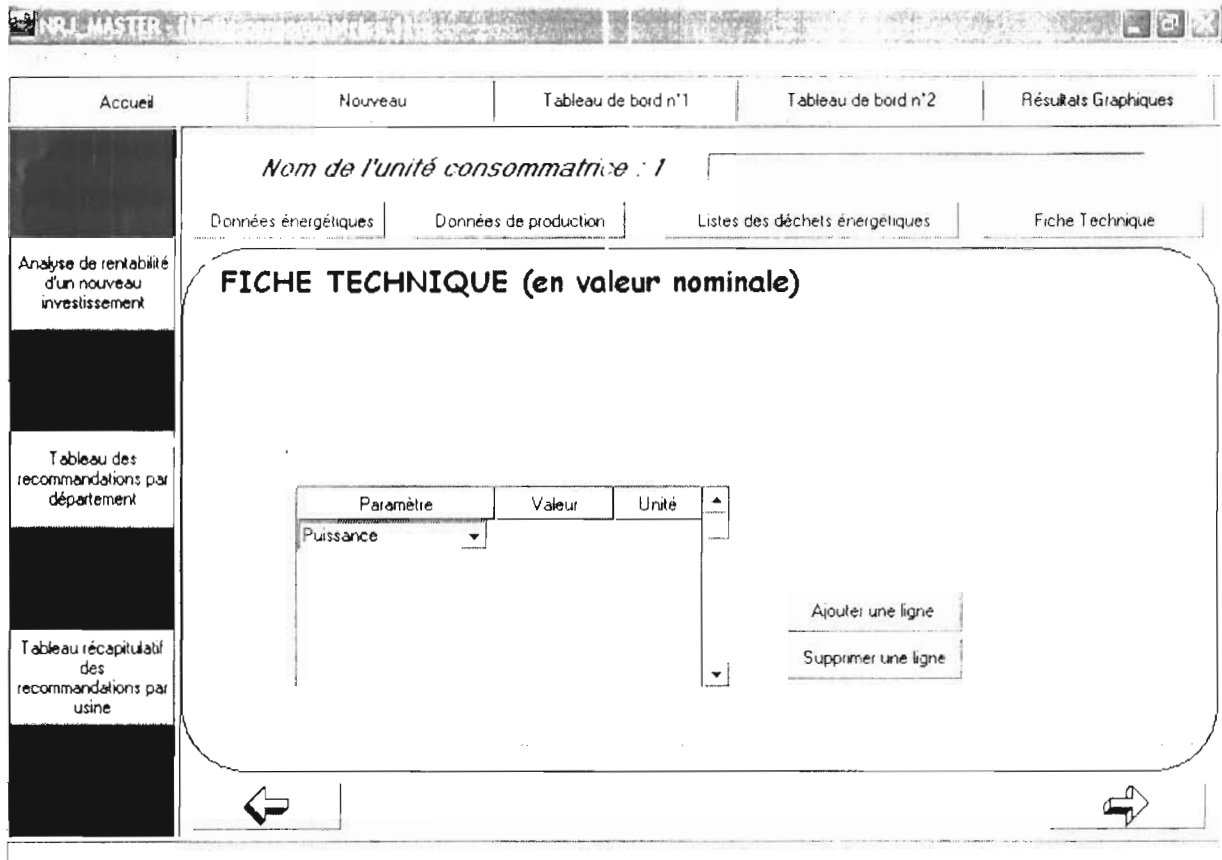 NRJ_MASTER -
Accueil
Nouveau
Tableau de bord n°1
Tableau de bord n°2
Résultats Graphiques
Nom de l'unité consommatrice : 1
Données énergétiques
Données de production
Listes des déchets énergétiques
Fiche Technique
Analyse de rentabilité
d'un nouveau
investissement
FICHE TECHNIQUE (en valeur nominale)
Tableau des
recommandations par
département
Paramètre
Valeur
Unité
Puissance
Ajouter une ligne
Supprimer une ligne
Tableau récapitulatif
des
recommandations par
usine